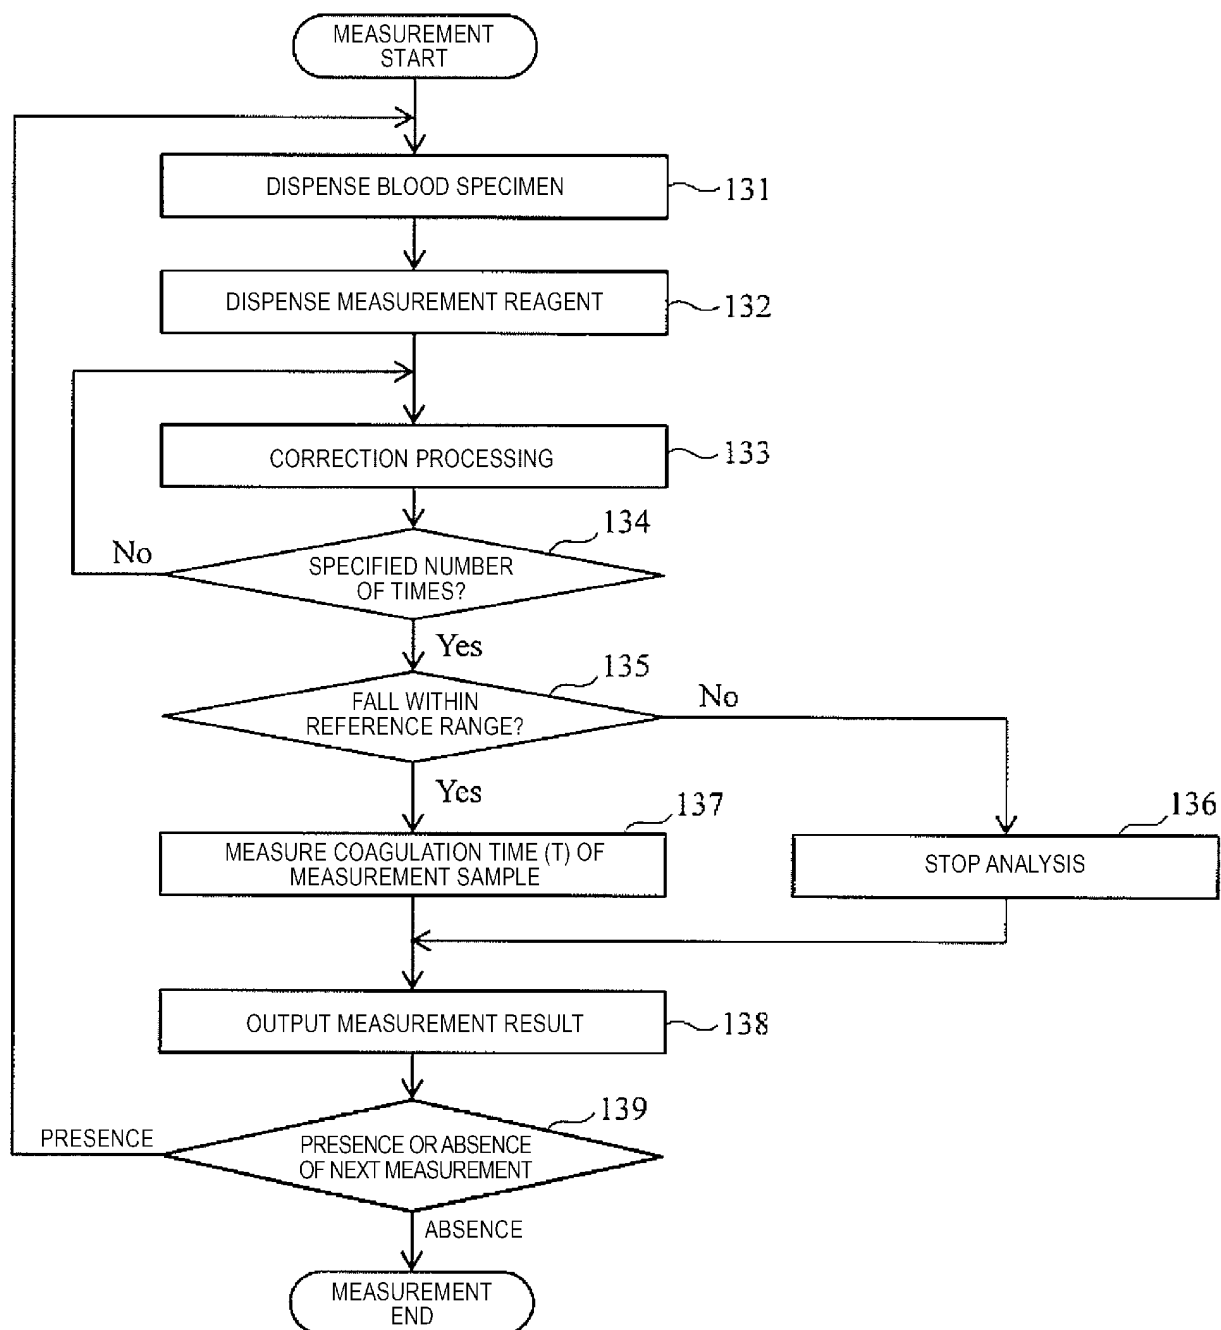 MEASUREMENT
START
DISPENSE BLOOD SPECIMEN
131
DISPENSE MEASUREMENT REAGENT
132
CORRECTION PROCESSING
133
134
No
SPECIFIED NUMBER
OF TIMES?
Yes
135
FALL WITHIN
REFERENCE RANGE?
No
Yes
137
MEASURE COAGULATION TIME (T) OF
MEASUREMENT SAMPLE
136
STOP ANALYSIS
OUTPUT MEASUREMENT RESULT
138
139
PRESENCE
PRESENCE OR ABSENCE
OF NEXT MEASUREMENT
ABSENCE
MEASUREMENT
END